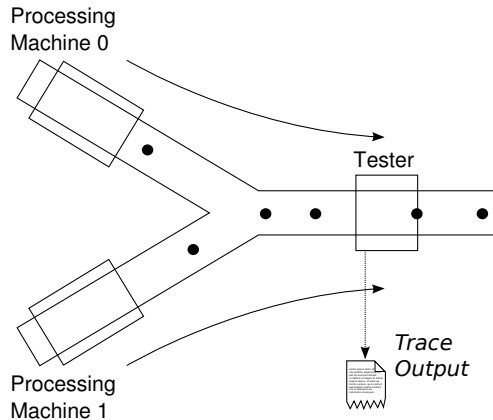 Processing
Machine 0
Tester
Trace
Output
Processing
Machine 1